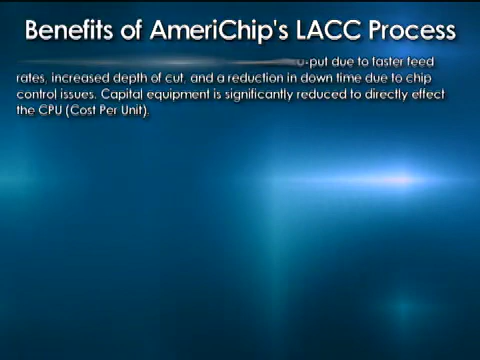 Benefits of AmeriChip's LACC Process
-put due to faster feed
rates, increased depth of cut, and a reduction in down time due to chip
control issues. Capital equipment is significantly reduced to directly effect
the CPU (Cost Per Unit).